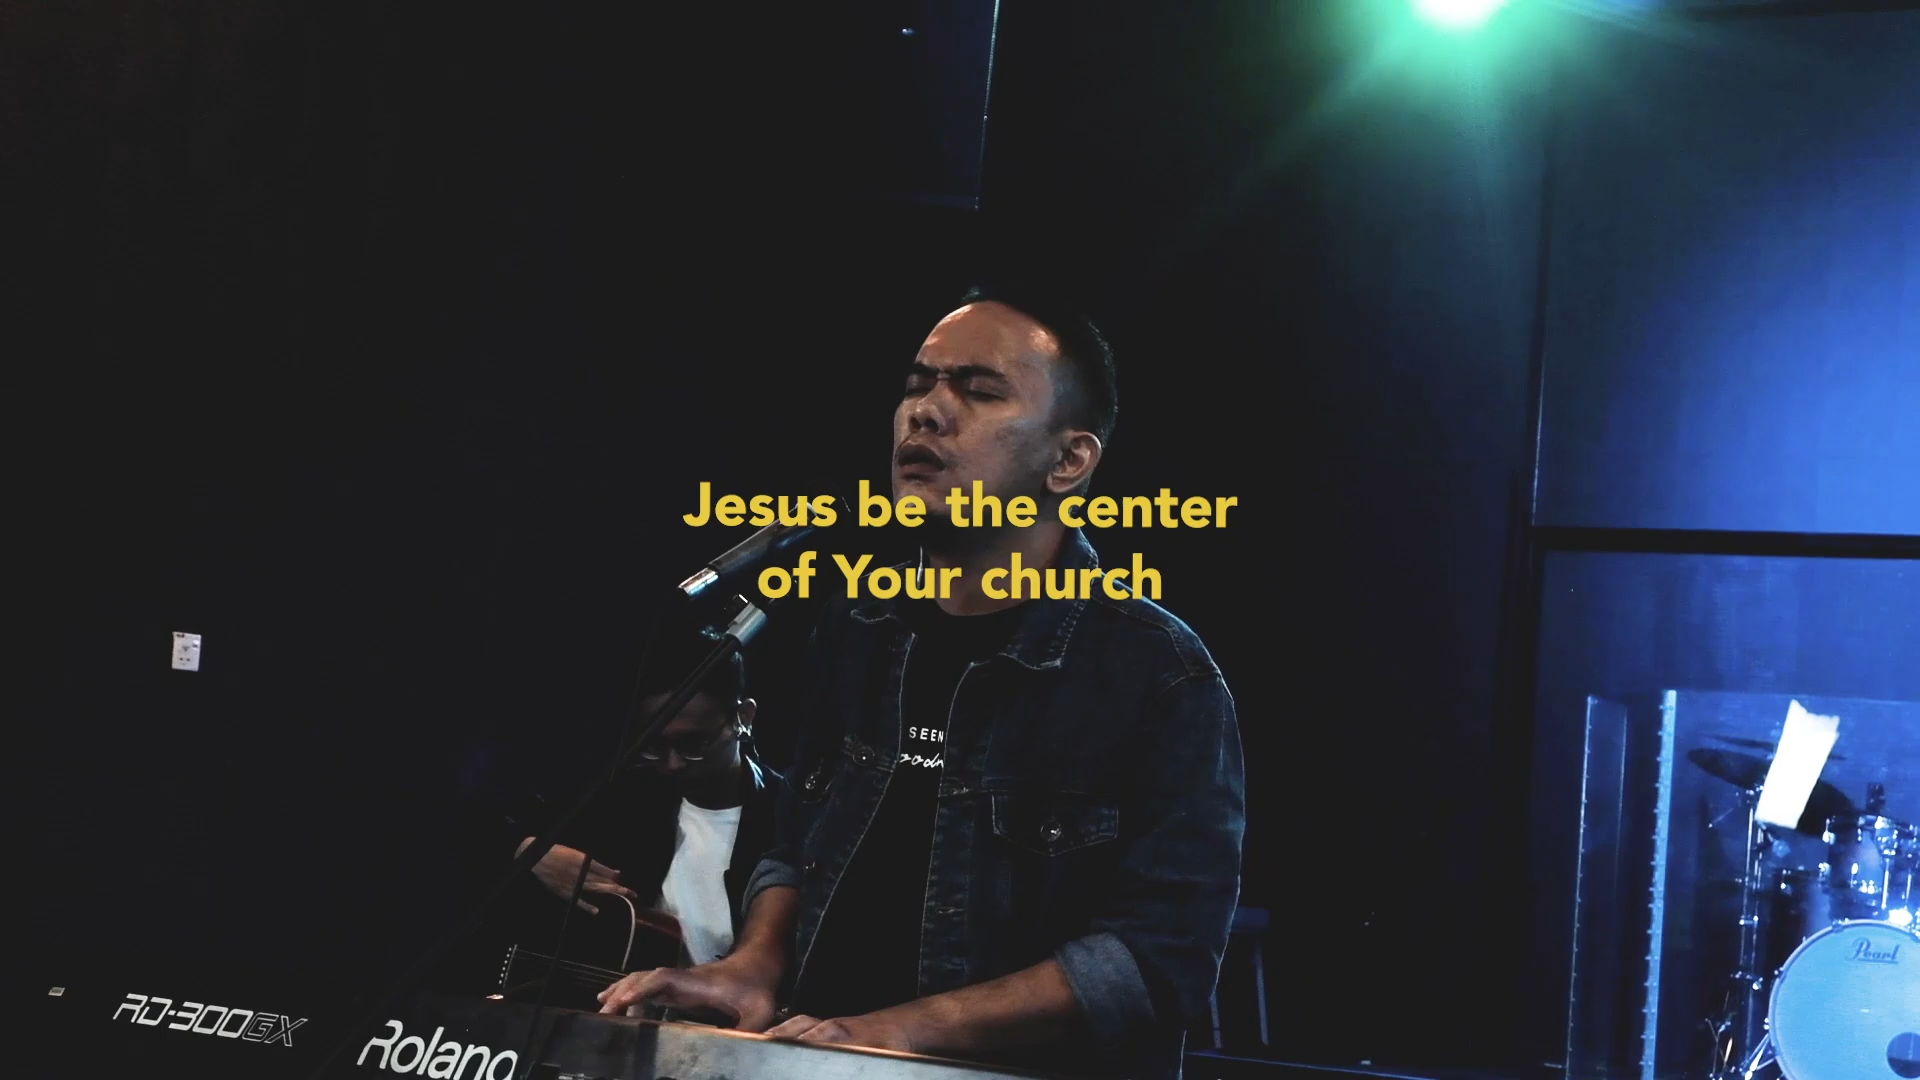 Jesus be the center
of Your church
SEEN
RD-300GX
Roland
Pearl